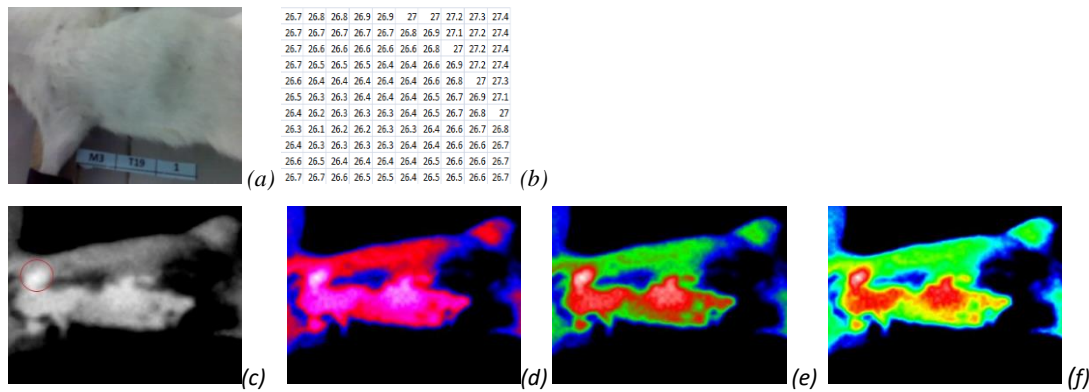 M3 T19 1
(a)
26.7 26.8 26.8 26.9 26.9 27 27 27.2 27.3 27.4
26.7 26.7 26.7 26.7 26.7 26.8 26.9 27.1 27.2 27.4
26.7 26.6 26.6 26.6 26.6 26.6 26.8 27 27.2 27.4
26.7 26.5 26.5 26.5 26.4 26.4 26.6 26.9 27.2 27.4
26.6 26.4 26.4 26.4 26.4 26.4 26.6 26.8 27 27.3
26.5 26.3 26.3 26.4 26.4 26.4 26.5 26.7 26.9 27.1
26.4 26.2 26.3 26.3 26.3 26.4 26.5 26.7 26.8 27
26.3 26.1 26.2 26.2 26.3 26.3 26.4 26.6 26.7 26.8
26.4 26.3 26.3 26.3 26.3 26.4 26.4 26.6 26.6 26.7
26.6 26.5 26.4 26.4 26.4 26.4 26.5 26.6 26.6 26.7
26.7 26.7 26.6 26.5 26.5 26.4 26.5 26.5 26.6 26.7
(b)
(c) (d) (e) (f)